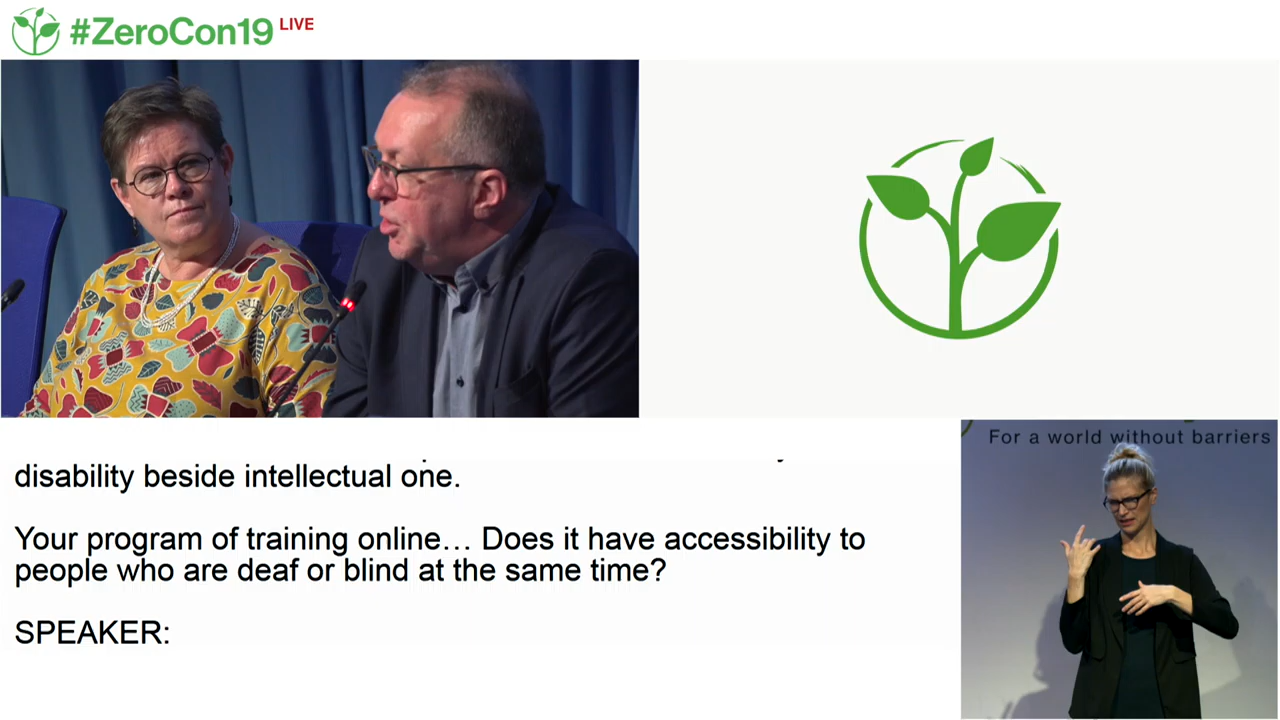 #ZeroCon19 LIVE
disability beside intellectual one.
Your program of training online… Does it have accessibility to
people who are deaf or blind at the same time?
SPEAKER:
For a world without barriers